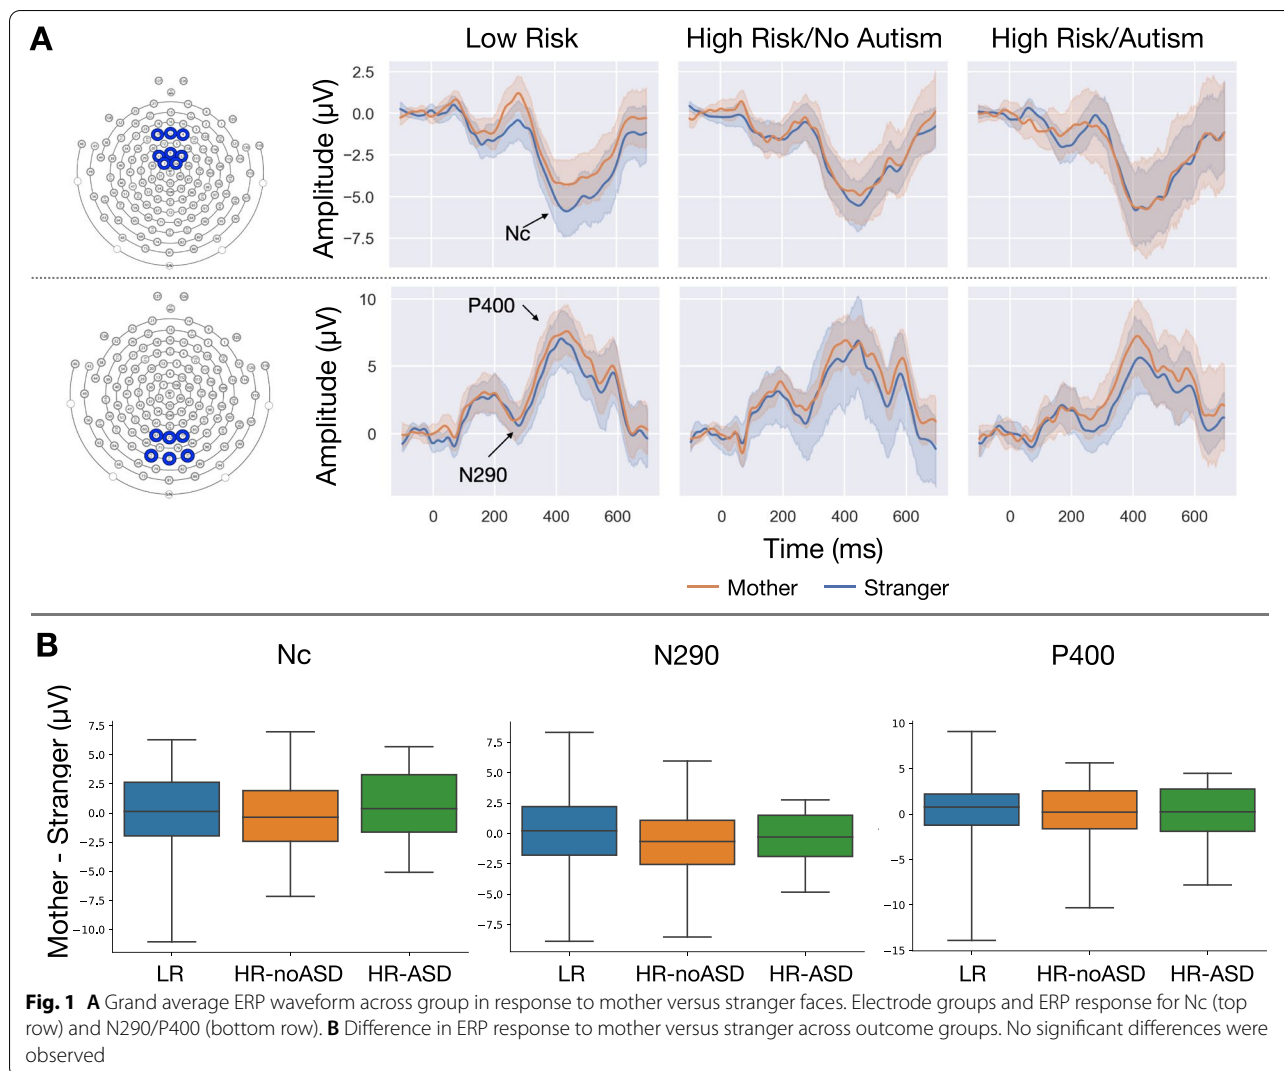 A
Low Risk
High Risk/No Autism
High Risk/Autism
Amplitude (μV)
2.5
0.0
−2.5
−5.0
−7.5
Nc
Amplitude (μV)
10
5
0
P400
N290
0 200 400 600
0 200 400 600
0 200 400 600
Time (ms)
Mother Stranger
B
Nc
N290
P400
Mother - Stranger (μV)
7.5
5.0
2.5
0.0
−2.5
−5.0
−7.5
−10.0
LR HR-noASD HR-ASD
7.5
5.0
2.5
0.0
−2.5
−5.0
−7.5
LR HR-noASD HR-ASD
10
5
0
−5
−10
−15
LR HR-noASD HR-ASD
Fig. 1 A Grand average ERP waveform across group in response to mother versus stranger faces. Electrode groups and ERP response for Nc (top
row) and N290/P400 (bottom row). B Difference in ERP response to mother versus stranger across outcome groups. No significant differences were
observed